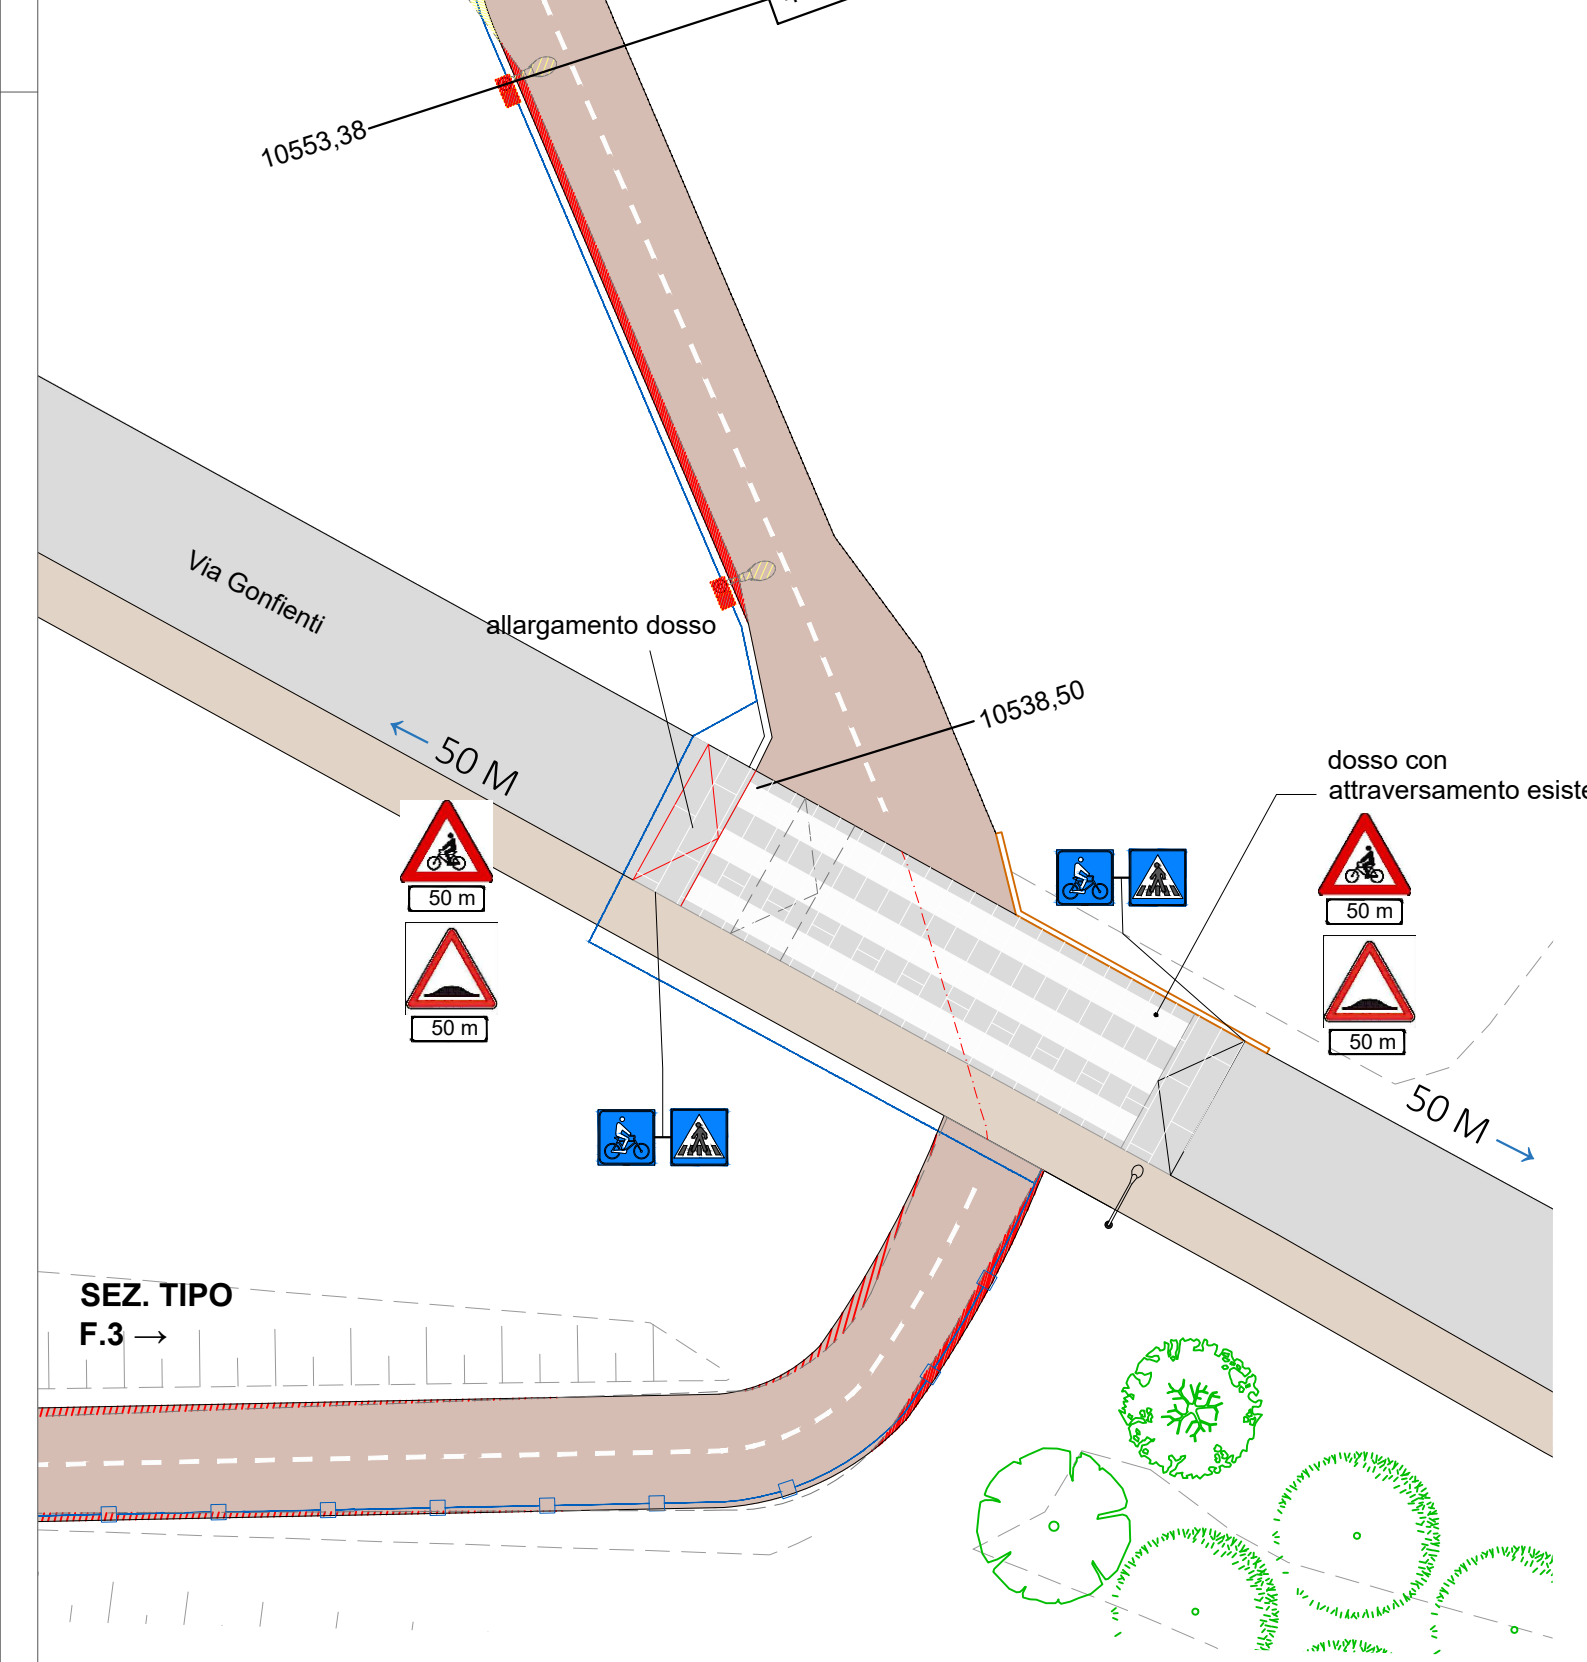 10553,38
Via Gonfienti
allargamento dosso
10538,50
50 M
dosso con
attraversamento esiste
50 m
50 m
50 m
50 m
50 M
SEZ. TIPO
F.3 →